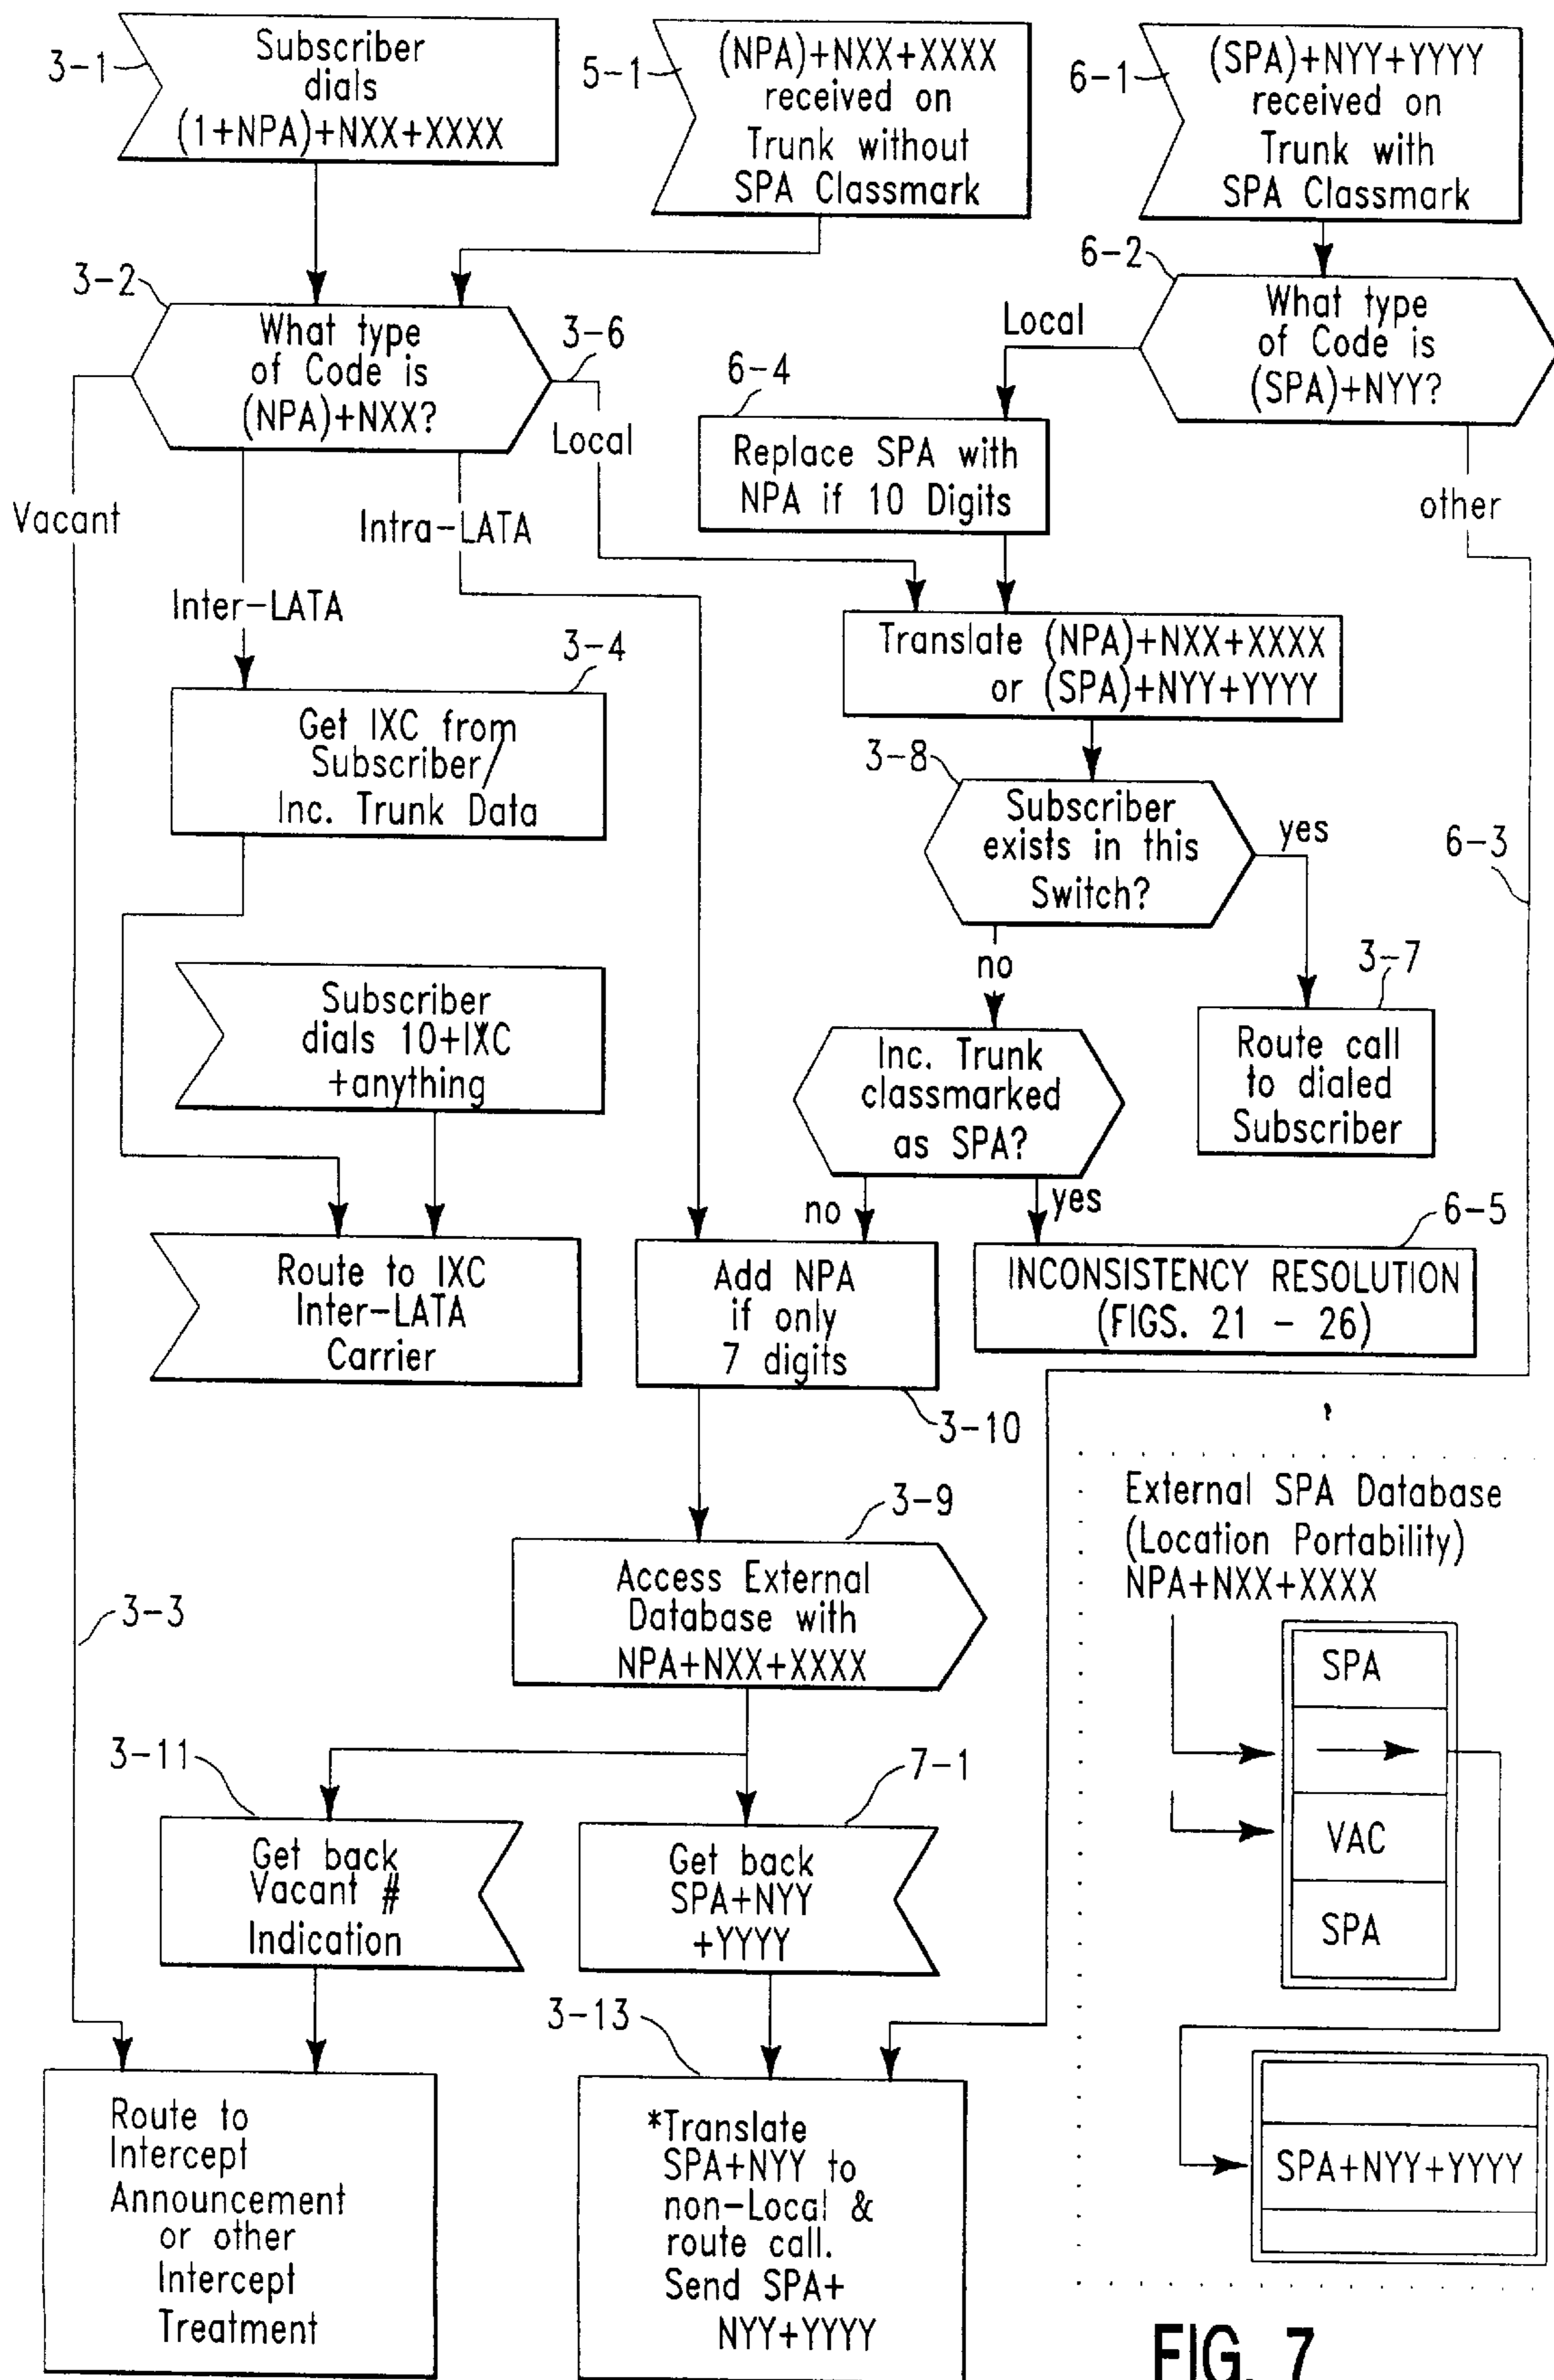 3-1
Subscriber
dials
(1+NPA)+NXX+XXXX
5-1
(NPA)+NXX+XXXX
received on
Trunk without
SPA Classmark
6-1
(SPA)+NYY+YYYY
received on
Trunk with
SPA Classmark
3-2
What type
of Code is
(NPA)+NXX?
3-6
Local
6-2
What type
of Code is
(SPA)+NYY?
Local
6-4
Replace SPA with
NPA if 10 Digits
other
Vacant
Intra-LATA
Inter-LATA
3-4
Get IXC from
Subscriber/
Inc. Trunk Data
Translate (NPA)+NXX+XXXX
or (SPA)+NYY+YYYY
3-8
Subscriber
exists in this
Switch?
yes
6-3
no
3-7
Route call
to dialed
Subscriber
Subscriber
dials 10+IXC
+anything
Inc. Trunk
classmarked
as SPA?
no
yes
6-5
Route to IXC
Inter-LATA
Carrier
Add NPA
if only
7 digits
3-10
INCONSISTENCY RESOLUTION
(FIGS. 21 - 26)
3-9
Access External
Database with
NPA+NXX+XXXX
3-3
External SPA Database
(Location Portability)
NPA+NXX+XXXX
SPA
VAC
SPA
SPA+NYY+YYYY
3-11
Get back
Vacant #
Indication
7-1
Get back
SPA+NYY
+YYYY
3-13
Route to
Intercept
Announcement
or other
Intercept
Treatment
*Translate
SPA+NYY to
non-Local &
route call.
Send SPA+
NYY+YYYY
FIG. 7